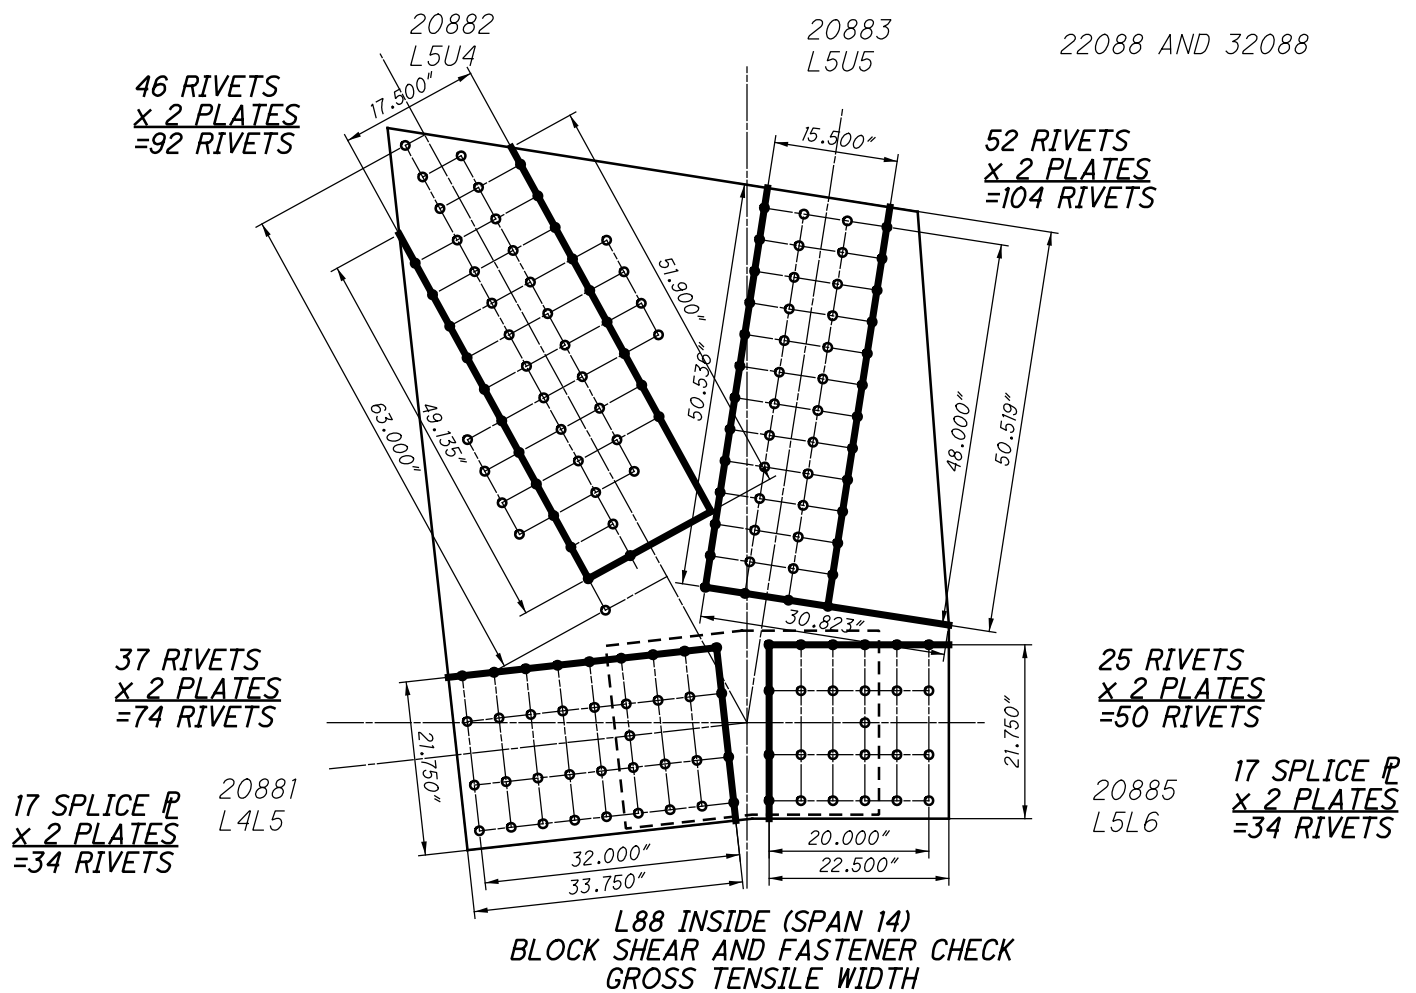 20882
L5U4
20883
L5U5
22088 AND 32088
46 RIVETS
x 2 PLATES
=92 RIVETS
17.500"
15.500"
52 RIVETS
x 2 PLATES
=104 RIVETS
51.900"
50.536"
63.000"
49.135"
48.000"
50.519"
30.823"
37 RIVETS
x 2 PLATES
=74 RIVETS
25 RIVETS
x 2 PLATES
=50 RIVETS
21.750"
21.750"
17 SPLICE ℄
x 2 PLATES
=34 RIVETS
20881
L4L5
20885
L5L6
17 SPLICE ℄
x 2 PLATES
=34 RIVETS
32.000"
33.750"
20.000"
22.500"
L88 INSIDE (SPAN 14)
BLOCK SHEAR AND FASTENER CHECK
GROSS TENSILE WIDTH